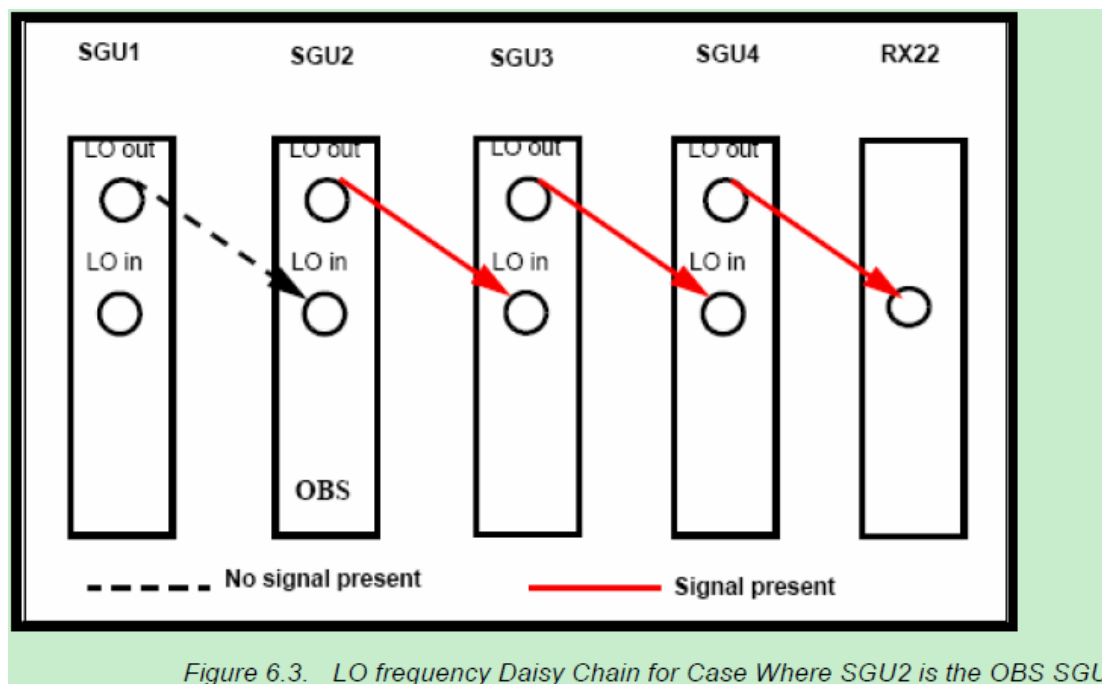 SGU1 SGU2 SGU3 SGU4 RX22
LO out LO out LO out LO out
LO in LO in LO in LO in
OBS
No signal present Signal present
Figure 6.3. LO frequency Daisy Chain for Case Where SGU2 is the OBS SGU